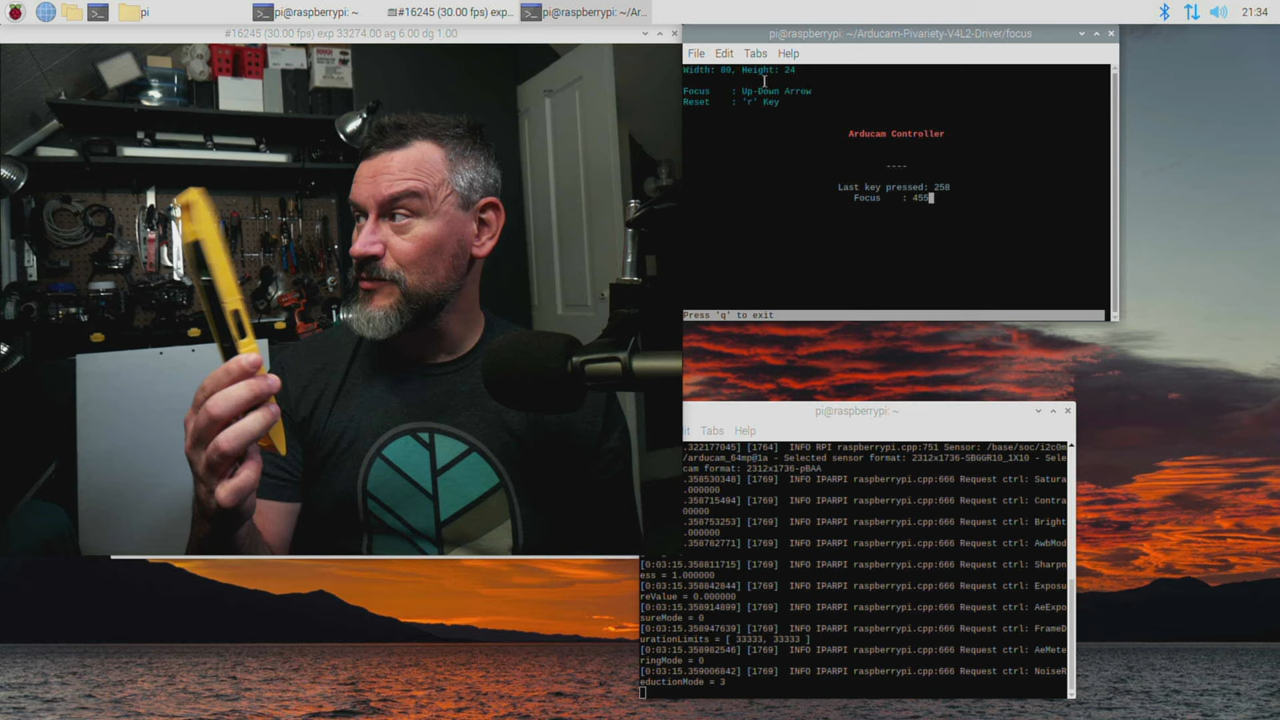 pi
pi@raspberrypi: ~
#16245 (30.00 fps) exp...
pi@raspberrypi: ~/Ar...
21:34
#16245 (30.00 fps) exp 33274.00 ag 6.00 dg 1.00
pi@raspberrypi: ~/Arducam-Pivariety-V4L2-Driver/focus
File Edit Tabs Help
Width: 80, Height: 24
Focus : Up-Down Arrow
Reset : 'r' Key
Arducam Controller
----
Last key pressed: 258
Focus : 455
Press 'q' to exit
pi@raspberrypi: ~
it Tabs Help
.322177045] [1764] INFO RPI raspberrypi.cpp:751 Sensor: /base/soc/i2c0m
/arducam_64mp@1a - Selected sensor format: 2312x1736-SBGGR10_1X10 - Sele
cam format: 2312x1736-pBAA
.358530348] [1769] INFO IPARPI raspberrypi.cpp:666 Request ctrl: Satura
.000000
.358715494] [1769] INFO IPARPI raspberrypi.cpp:666 Request ctrl: Contra
00000
.358753253] [1769] INFO IPARPI raspberrypi.cpp:666 Request ctrl: Bright
.000000
.358782771] [1769] INFO IPARPI raspberrypi.cpp:666 Request ctrl: AwbMod
[0:03:15.358811715] [1769] INFO IPARPI raspberrypi.cpp:666 Request ctrl: Sharpn
ess = 1.000000
[0:03:15.358842844] [1769] INFO IPARPI raspberrypi.cpp:666 Request ctrl: Exposu
reValue = 0.000000
[0:03:15.358914899] [1769] INFO IPARPI raspberrypi.cpp:666 Request ctrl: AeExpo
sureMode = 0
[0:03:15.358947639] [1769] INFO IPARPI raspberrypi.cpp:666 Request ctrl: FrameD
urationLimits = [ 33333, 33333 ]
[0:03:15.358982546] [1769] INFO IPARPI raspberrypi.cpp:666 Request ctrl: AeMete
ringMode = 0
[0:03:15.359006842] [1769] INFO IPARPI raspberrypi.cpp:666 Request ctrl: NoiseR
eductionMode = 3